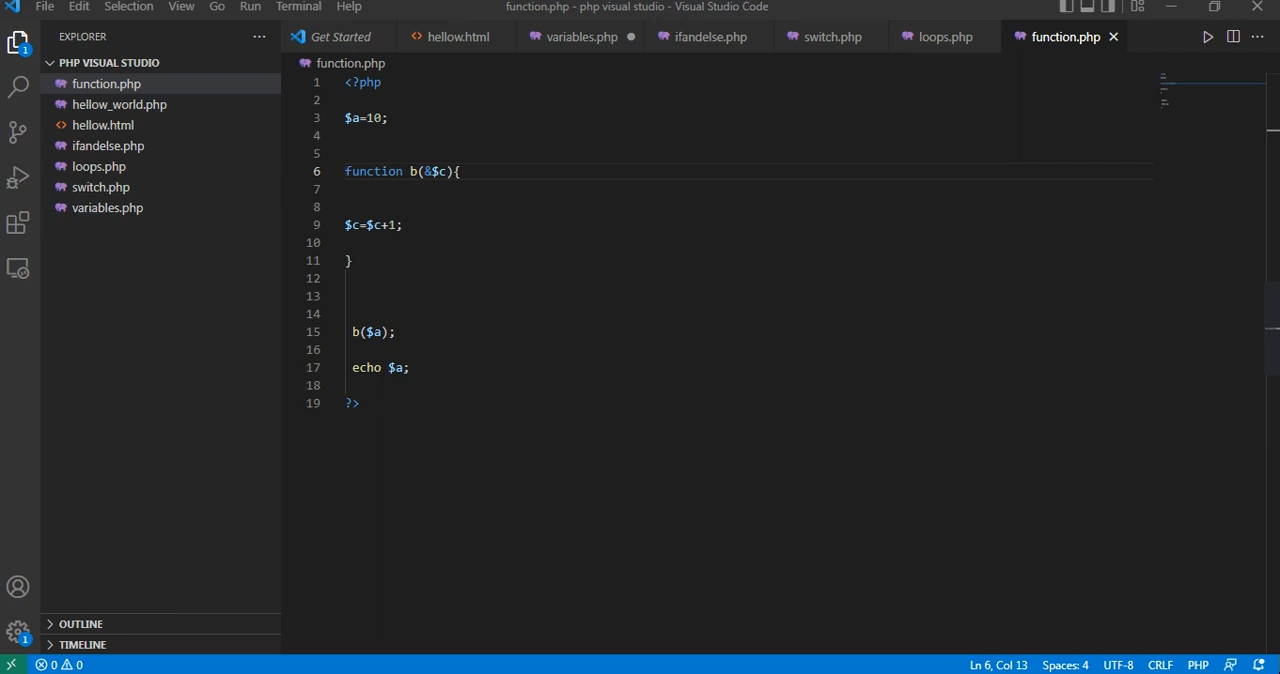 File Edit Selection View Go Run Terminal Help
function.php - php visual studio - Visual Studio Code
EXPLORER
Get Started hellow.html variables.php ifandelse.php switch.php loops.php function.php
PHP VISUAL STUDIO
function.php
hellow_world.php
hellow.html
ifandelse.php
loops.php
switch.php
variables.php
OUTLINE
TIMELINE
function.php
1 <?php
2
3 $a=10;
4
5
6 function b(&$c){
7
8
9 $c=$c+1;
10
11 }
12
13
14
15 b($a);
16
17 echo $a;
18
19 ?>
1
1
0 0
Ln 6, Col 13 Spaces: 4 UTF-8 CRLF PHP